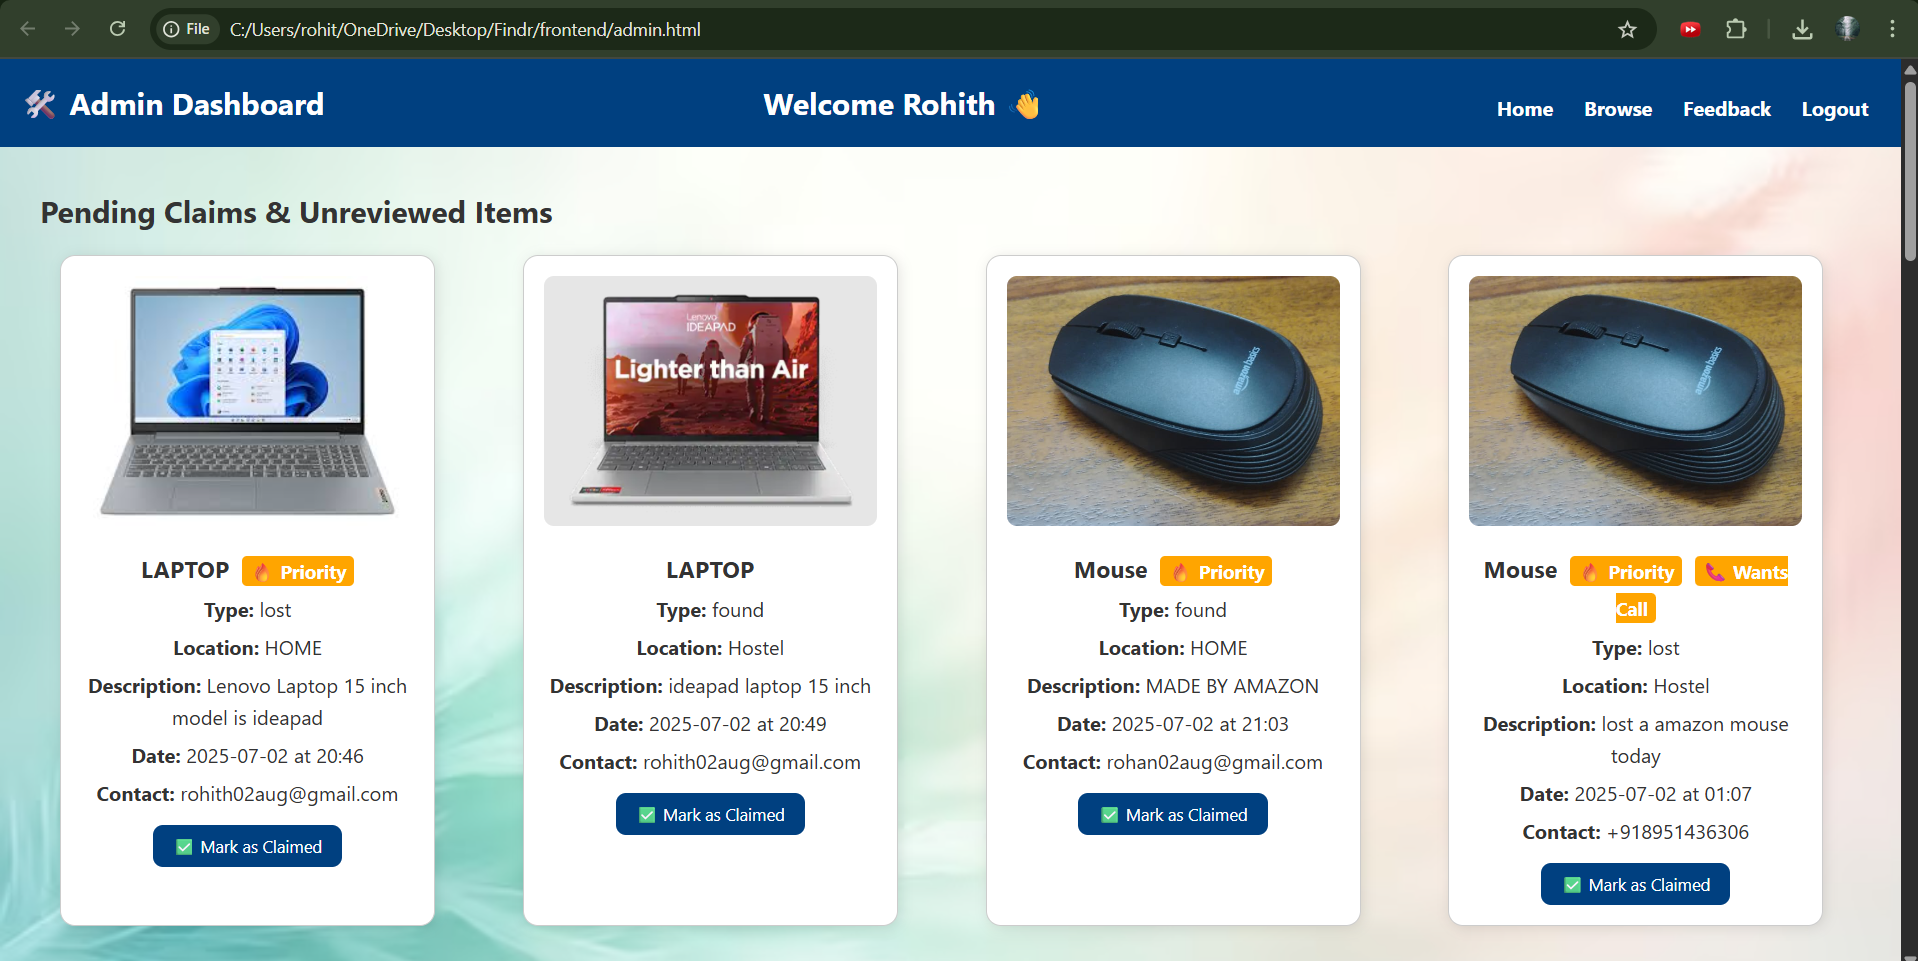 File
C:/Users/rohit/OneDrive/Desktop/Findr/frontend/admin.html
🛠️ Admin Dashboard
Welcome Rohith 👋
Home
Browse
Feedback
Logout
Pending Claims & Unreviewed Items
LAPTOP 🔥 Priority
Type: lost
Location: HOME
Description: Lenovo Laptop 15 inch
model is ideapad
Date: 2025-07-02 at 20:46
Contact: rohith02aug@gmail.com
✅ Mark as Claimed
Lenovo
IDEAPAD
Lighter than Air
LAPTOP
Type: found
Location: Hostel
Description: ideapad laptop 15 inch
Date: 2025-07-02 at 20:49
Contact: rohith02aug@gmail.com
✅ Mark as Claimed
amazon basics
Mouse 🔥 Priority
Type: found
Location: HOME
Description: MADE BY AMAZON
Date: 2025-07-02 at 21:03
Contact: rohan02aug@gmail.com
✅ Mark as Claimed
amazon basics
Mouse 🔥 Priority 📞 Wants
Call
Type: lost
Location: Hostel
Description: lost a amazon mouse
today
Date: 2025-07-02 at 01:07
Contact: +918951436306
✅ Mark as Claimed